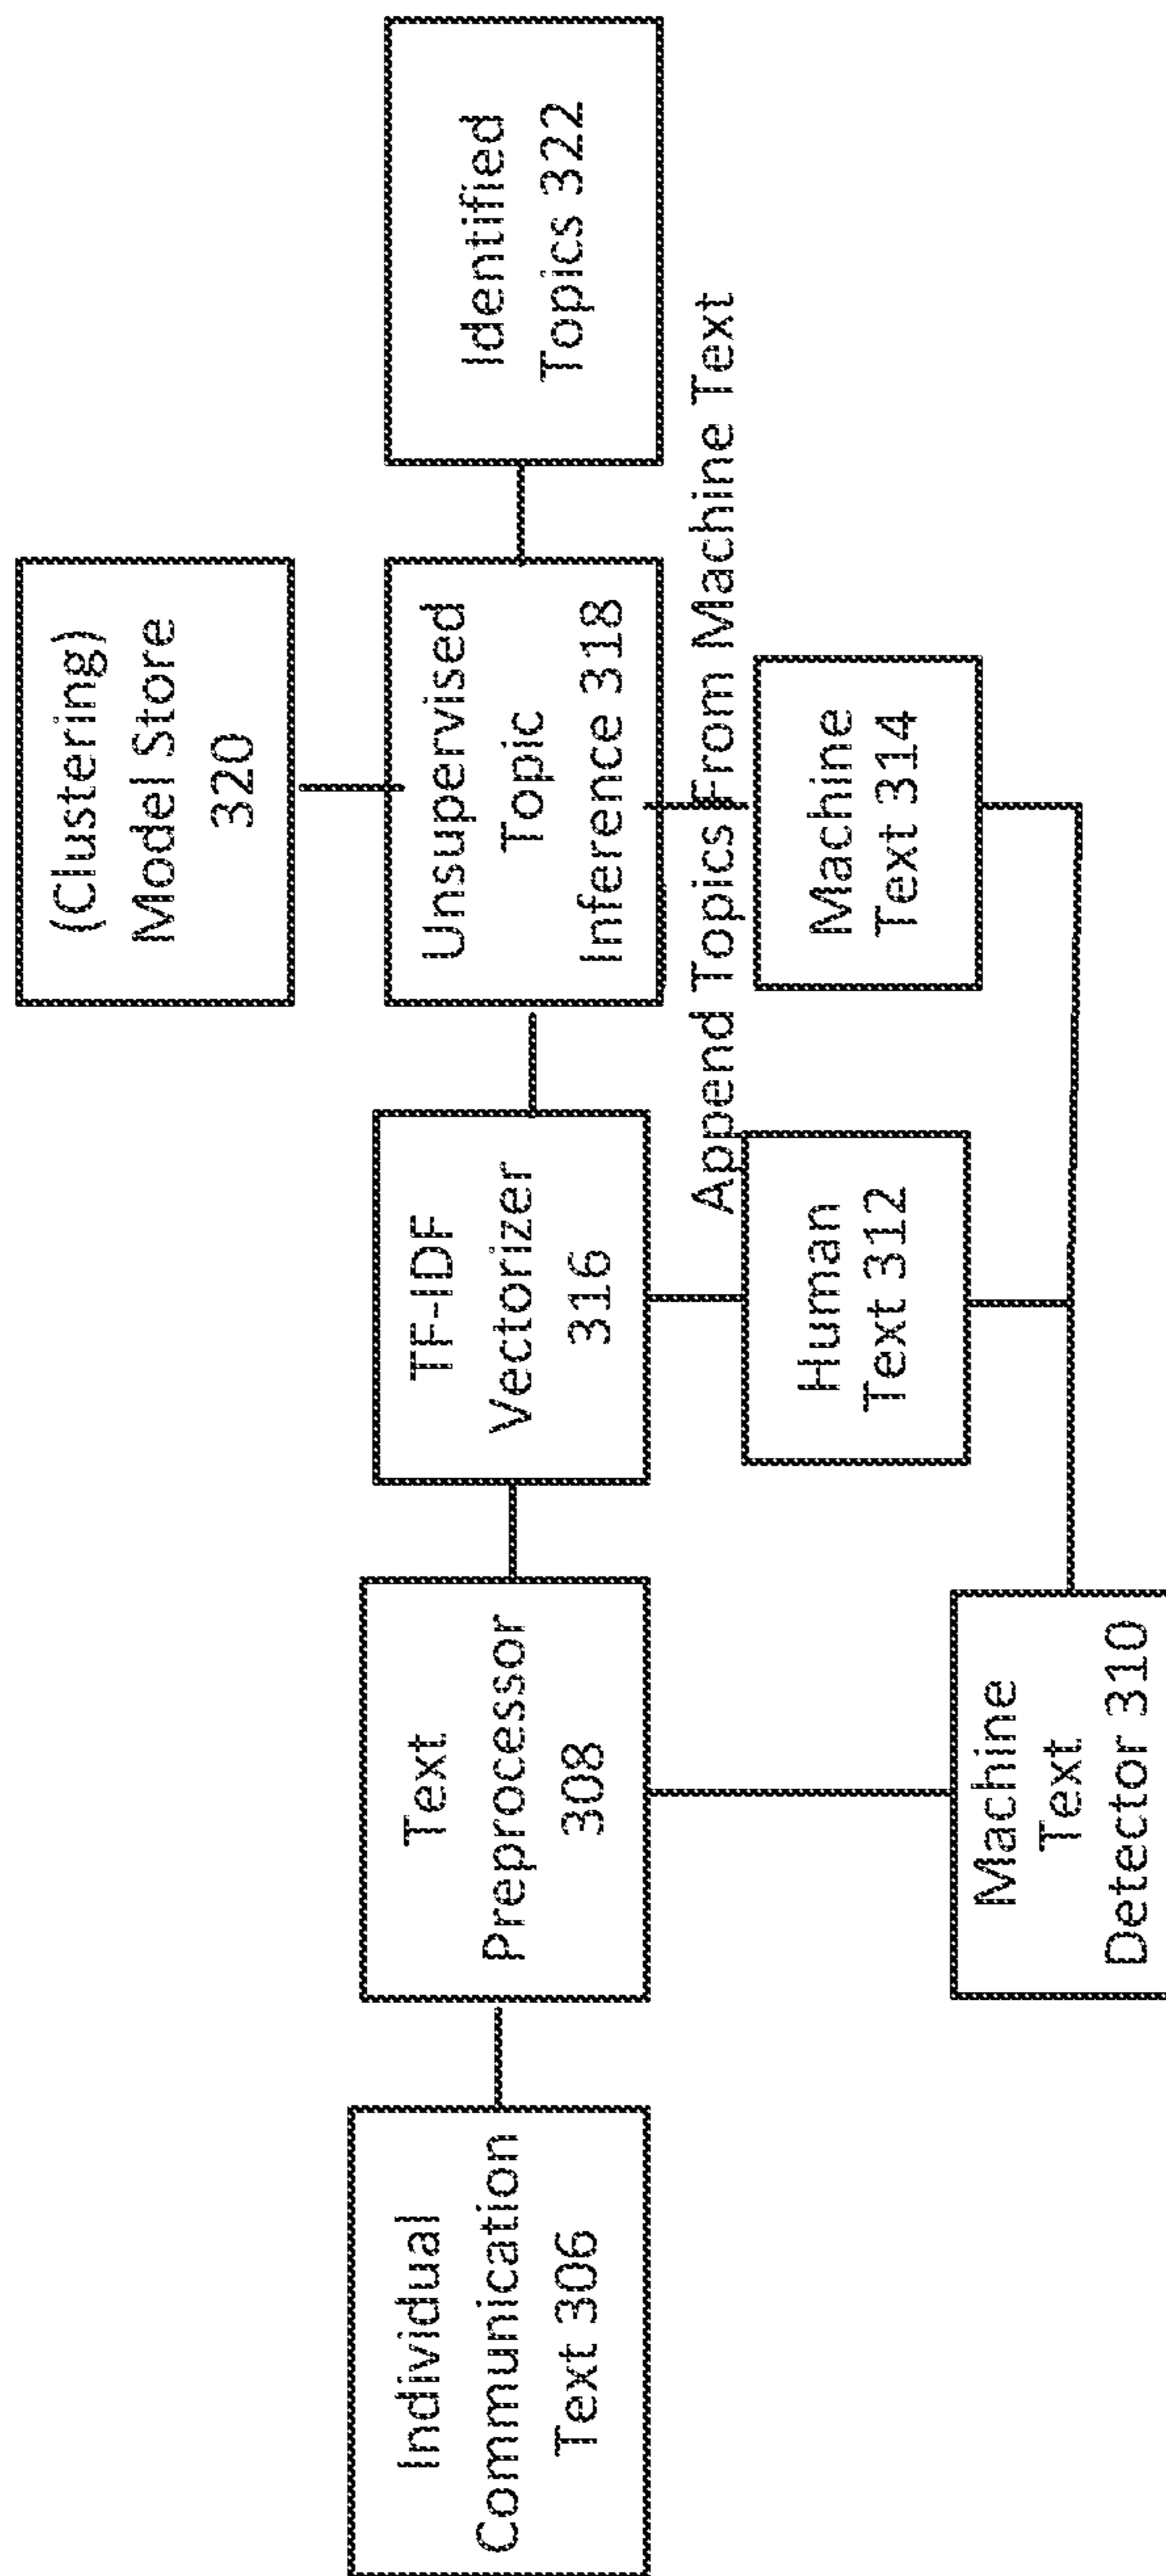 Individual
Communication
Text 306
Text
Preprocessor
308
TF-IDF
Vectorizer
316
Unsupervised
Topic
Inference 318
Identified
Topics 322
(Clustering)
Model Store
320
Append Topics From Machine Text
Human
Text 312
Machine
Text 314
Machine
Text
Detector 310